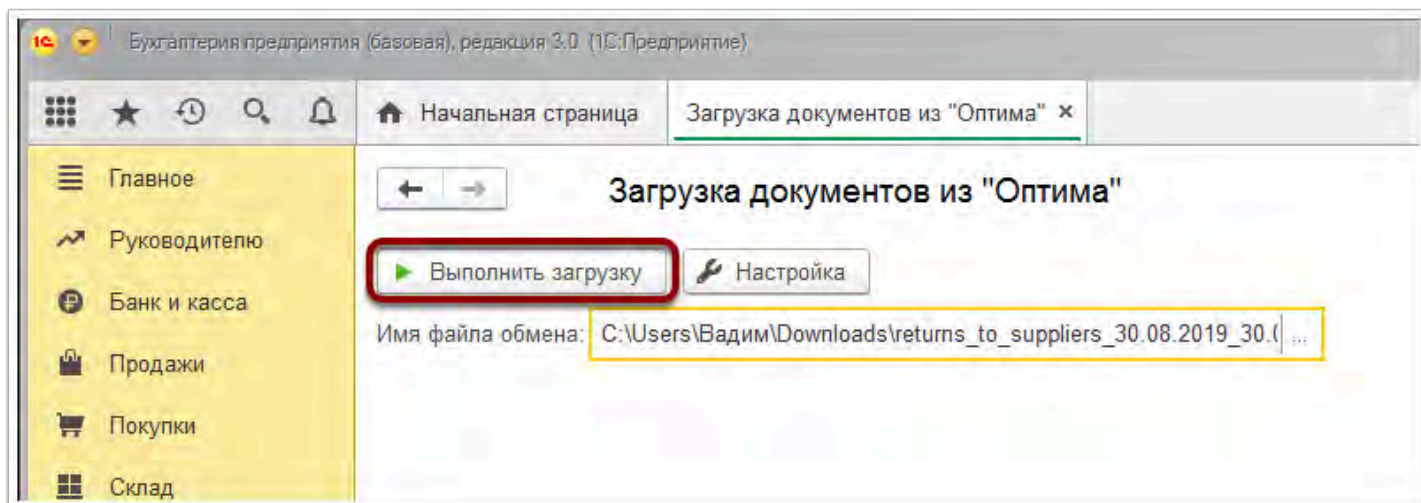 1С Бухгалтерия предприятия (базовая), редакция 3.0 (1С:Предприятие)
Начальная страница Загрузка документов из "Оптима" ×
Главное
Загрузка документов из "Оптима"
Руководителю
Выполнить загрузку Настройка
Банк и касса
Имя файла обмена: C:\Users\Вадим\Downloads\returns_to_suppliers_30.08.2019_30.( ...
Продажи
Покупки
Склад